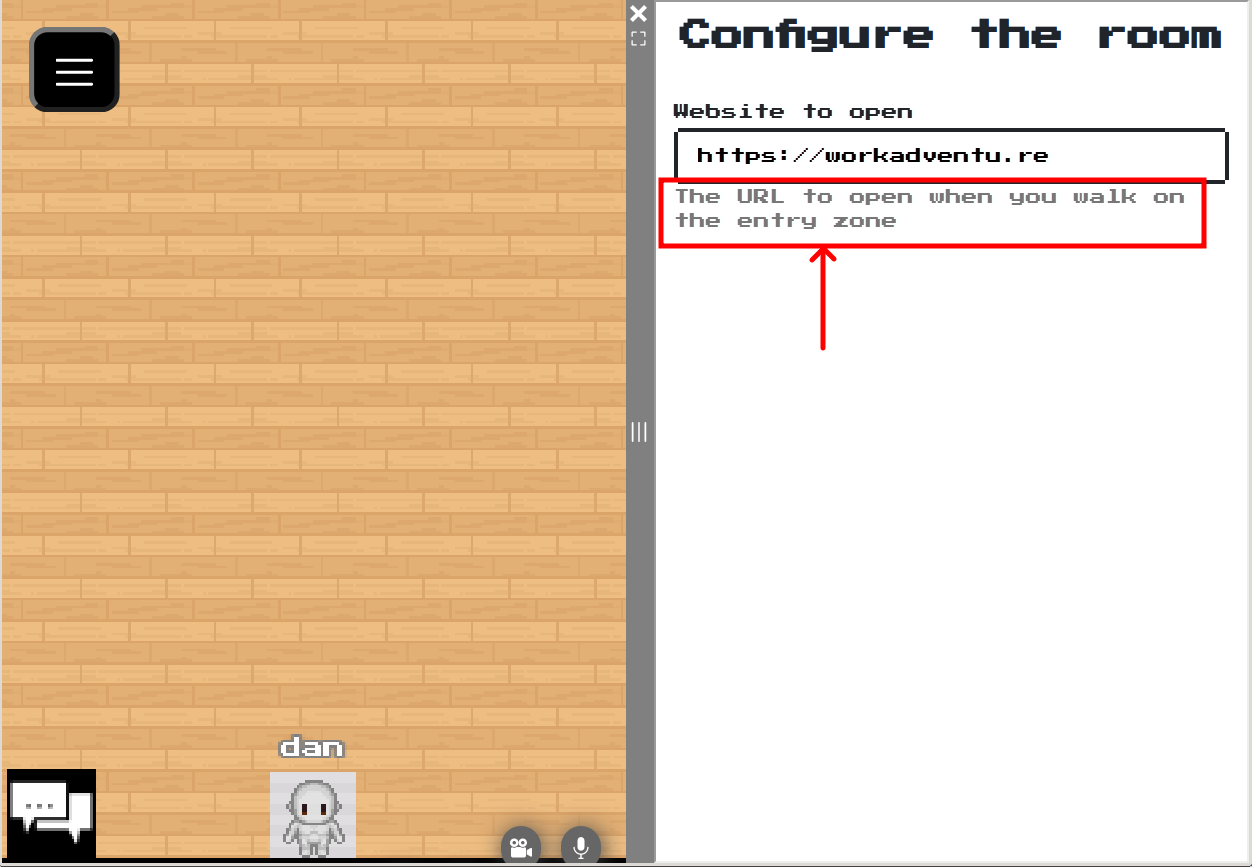 Configure the room
Website to open
https://workadventu.re
The URL to open when you walk on
the entry zone
dan